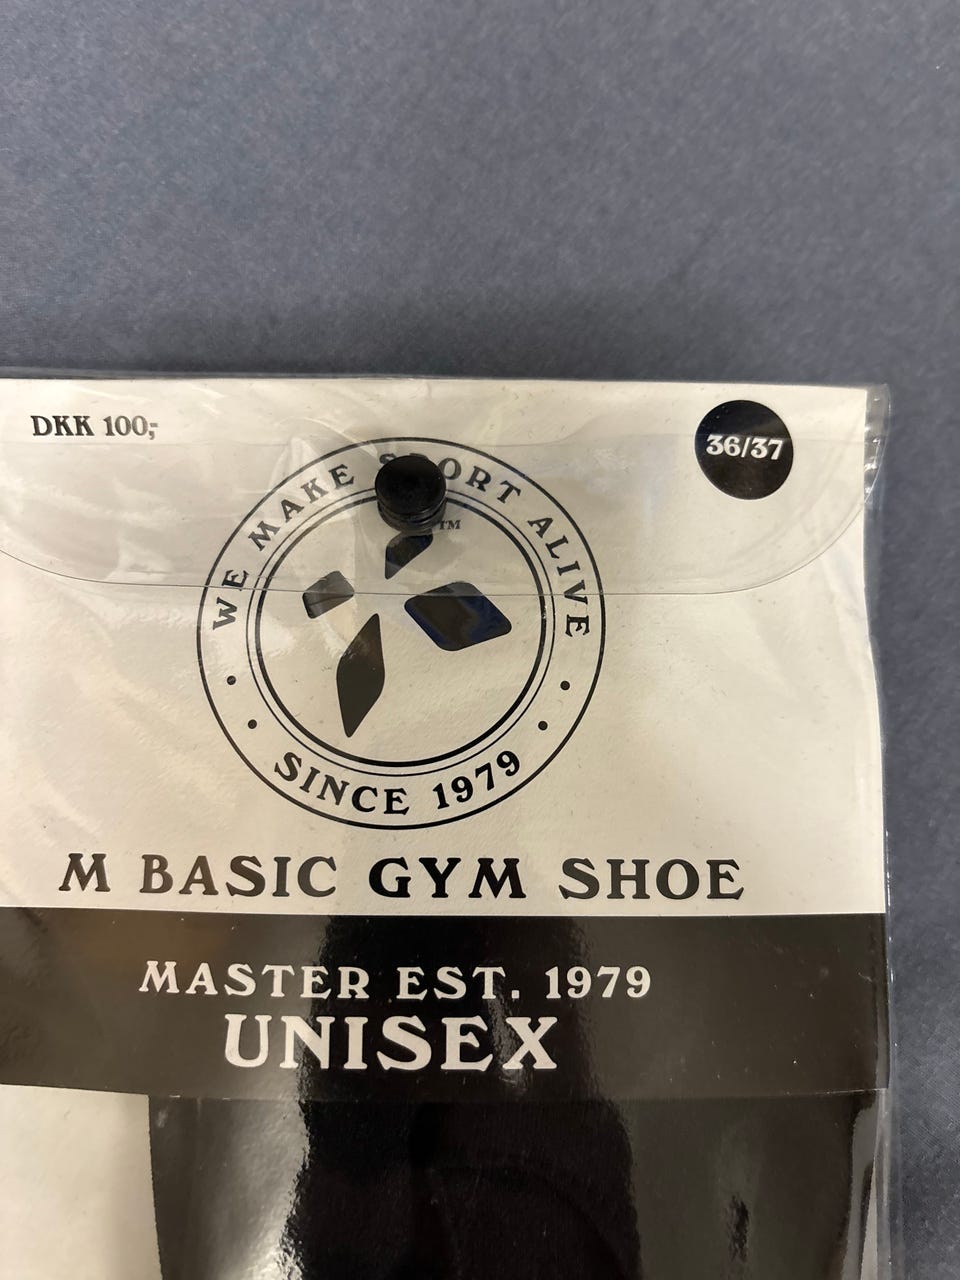 DKK 100;
36/37
WE MAKE SPORT ALIVE
TM
SINCE 1979
M BASIC GYM SHOE
MASTER EST. 1979
UNISEX